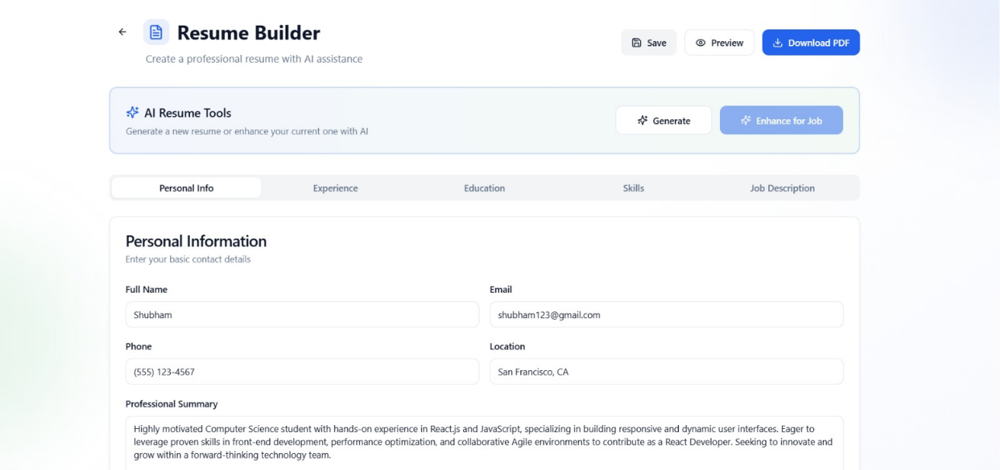 Resume Builder
Create a professional resume with AI assistance
Save
Preview
Download PDF
AI Resume Tools
Generate a new resume or enhance your current one with AI
Generate
Enhance for Job
Personal Info
Experience
Education
Skills
Job Description
Personal Information
Enter your basic contact details
Full Name
Shubham
Email
shubham123@gmail.com
Phone
(555) 123-4567
Location
San Francisco, CA
Professional Summary
Highly motivated Computer Science student with hands-on experience in React.js and JavaScript, specializing in building responsive and dynamic user interfaces. Eager to
leverage proven skills in front-end development, performance optimization, and collaborative Agile environments to contribute as a React Developer. Seeking to innovate and
grow within a forward-thinking technology team.